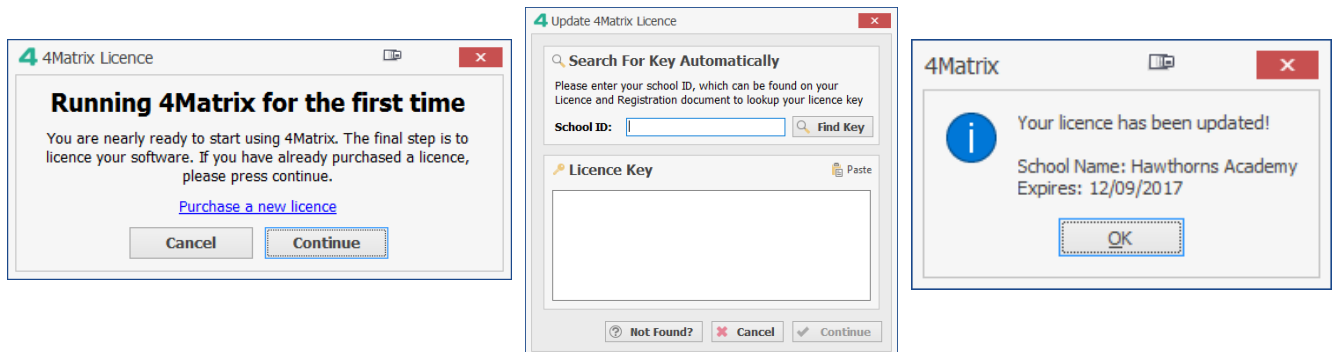 4 4Matrix Licence
Running 4Matrix for the first time
You are nearly ready to start using 4Matrix. The final step is to
licence your software. If you have already purchased a licence,
please press continue.
Purchase a new licence
Cancel Continue
4 Update 4Matrix Licence
Search For Key Automatically
Please enter your school ID, which can be found on your
Licence and Registration document to lookup your licence key
School ID: Find Key
Licence Key Paste
Not Found? Cancel Continue
4Matrix
Your licence has been updated!
School Name: Hawthorns Academy
Expires: 12/09/2017
OK